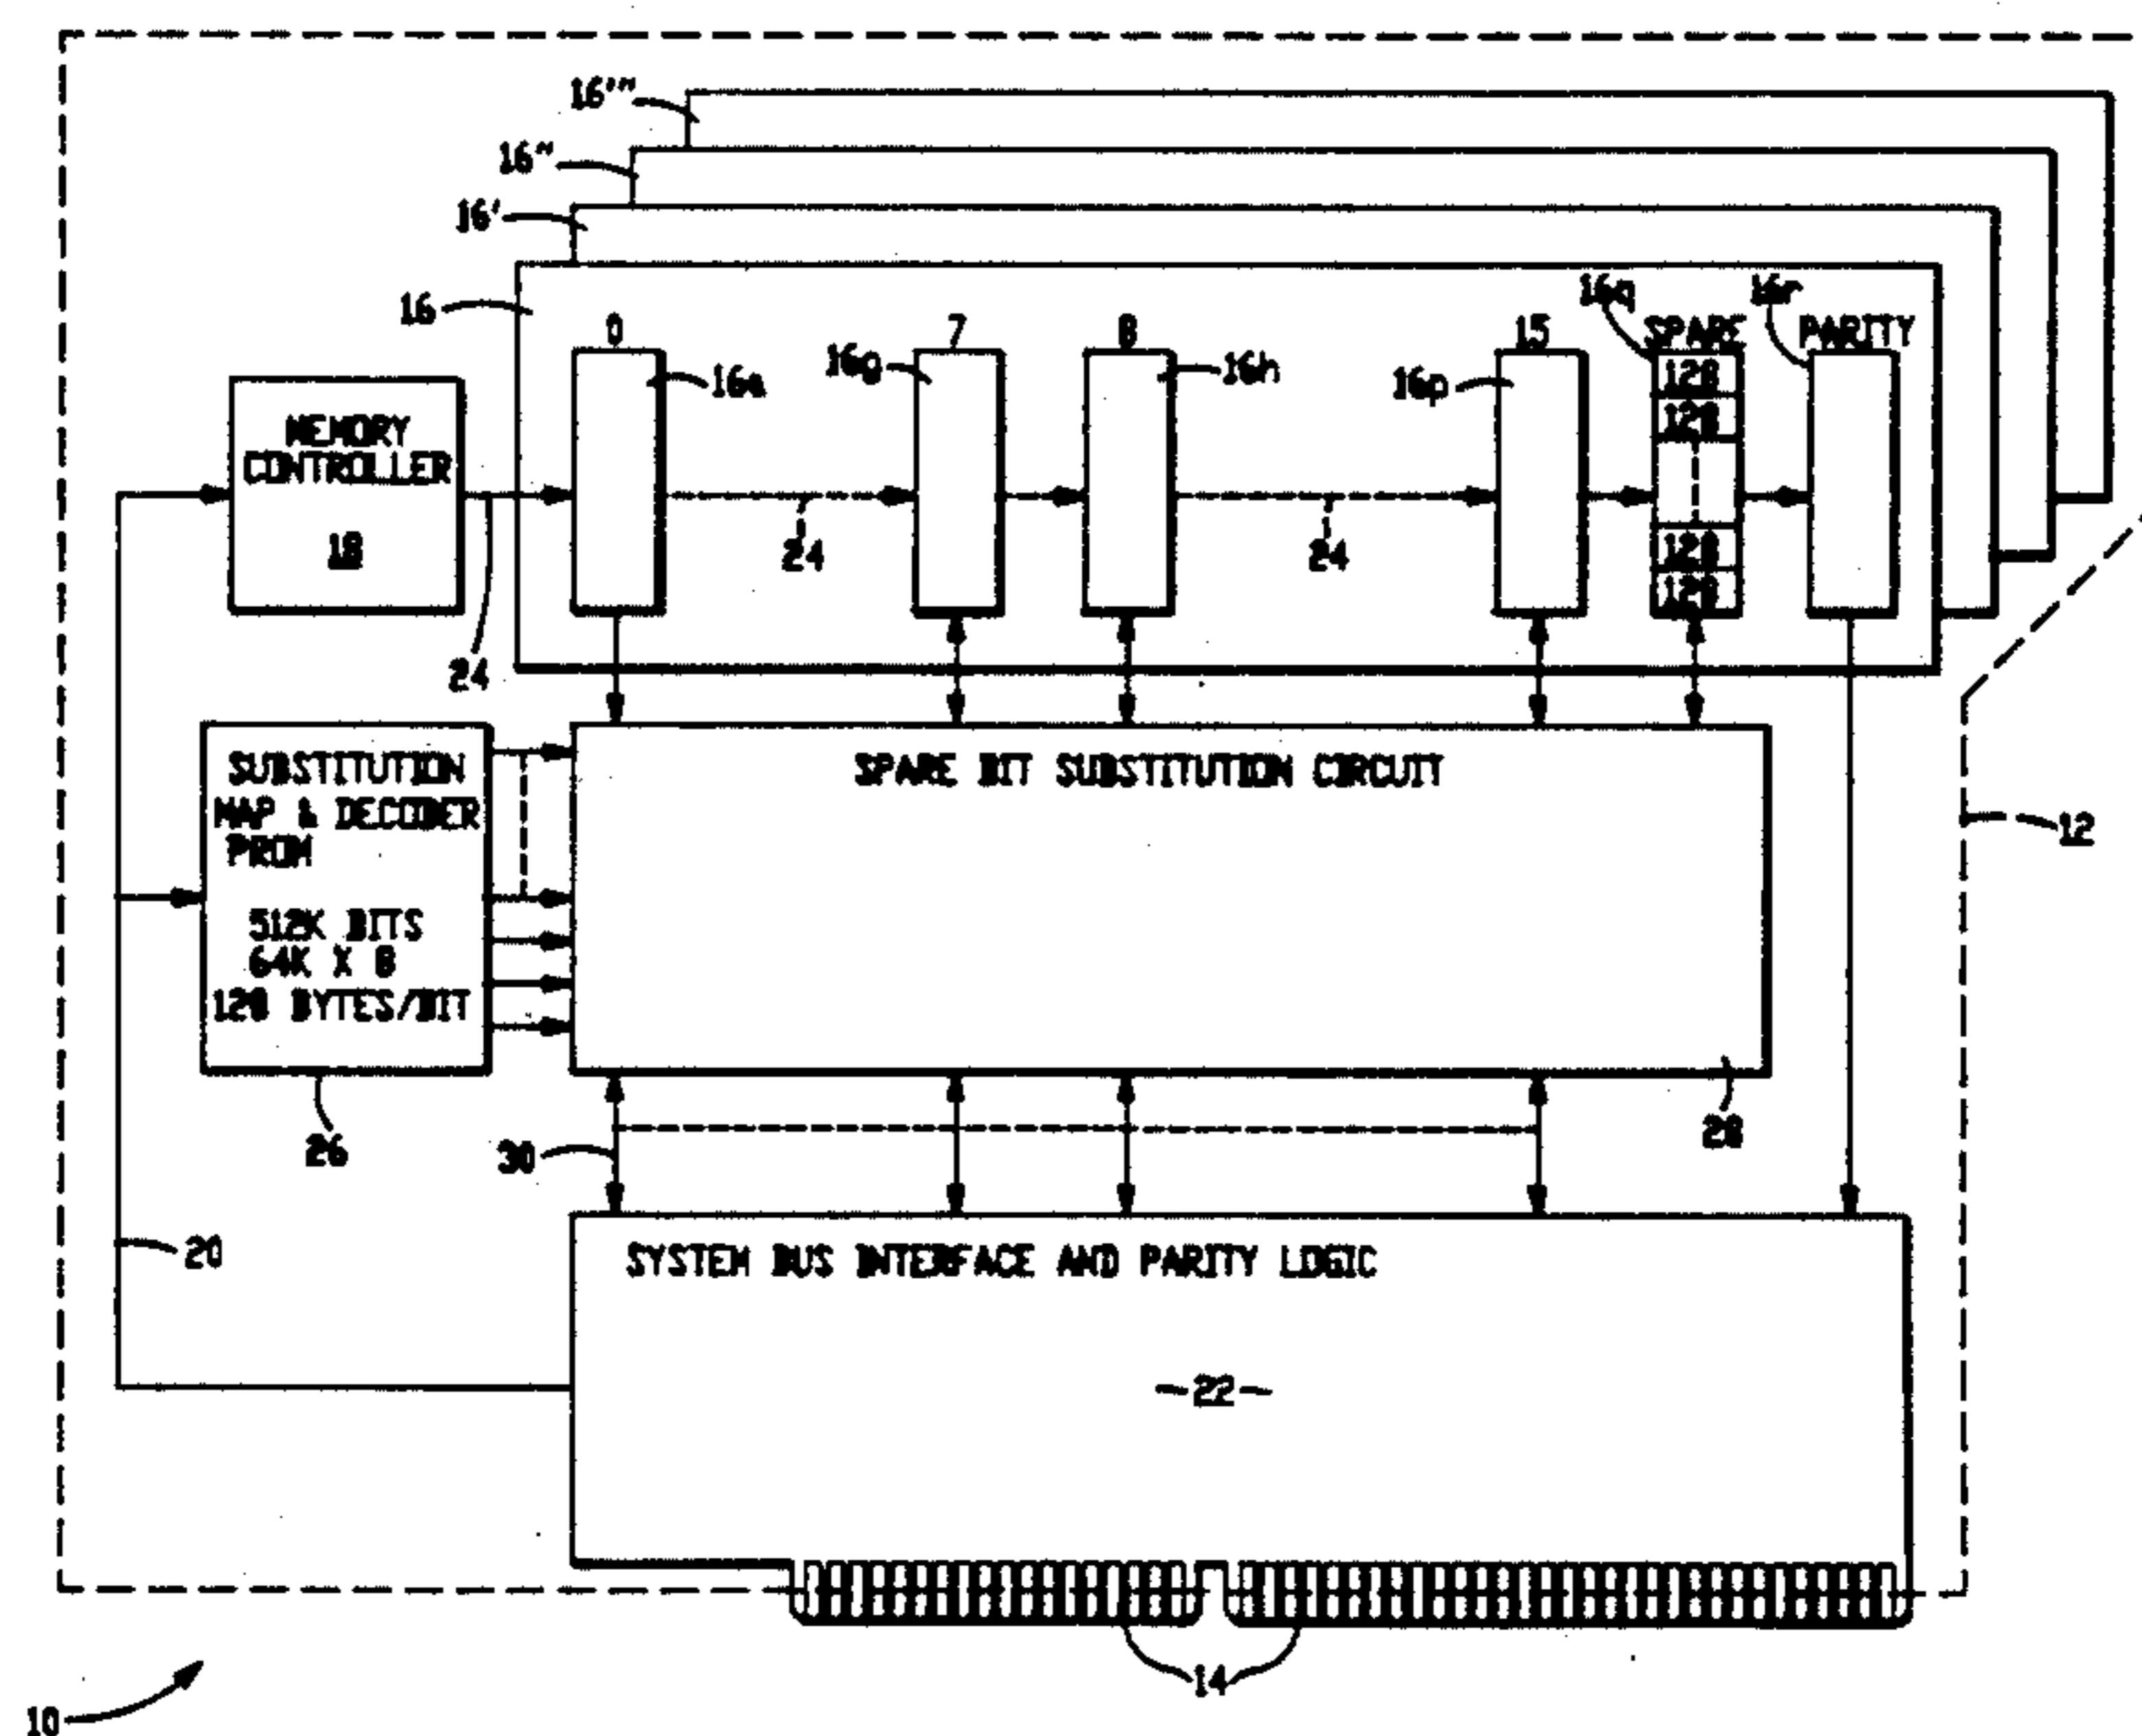 16'''
16"
16'
16
0
7
8
15
16q
SPARE
16r
PARITY
16a
16g
16h
16p
128
128
128
128
MEMORY
CONTROLLER
18
24
24
24
SUBSTITUTION
MAP & DECODER
PROM
512K BITS
64K X 8
128 BYTES/BIT
SPARE BIT SUBSTITUTION CIRCUIT
12
26
30
28
20
SYSTEM BUS INTERFACE AND PARITY LOGIC
-22-
14
10